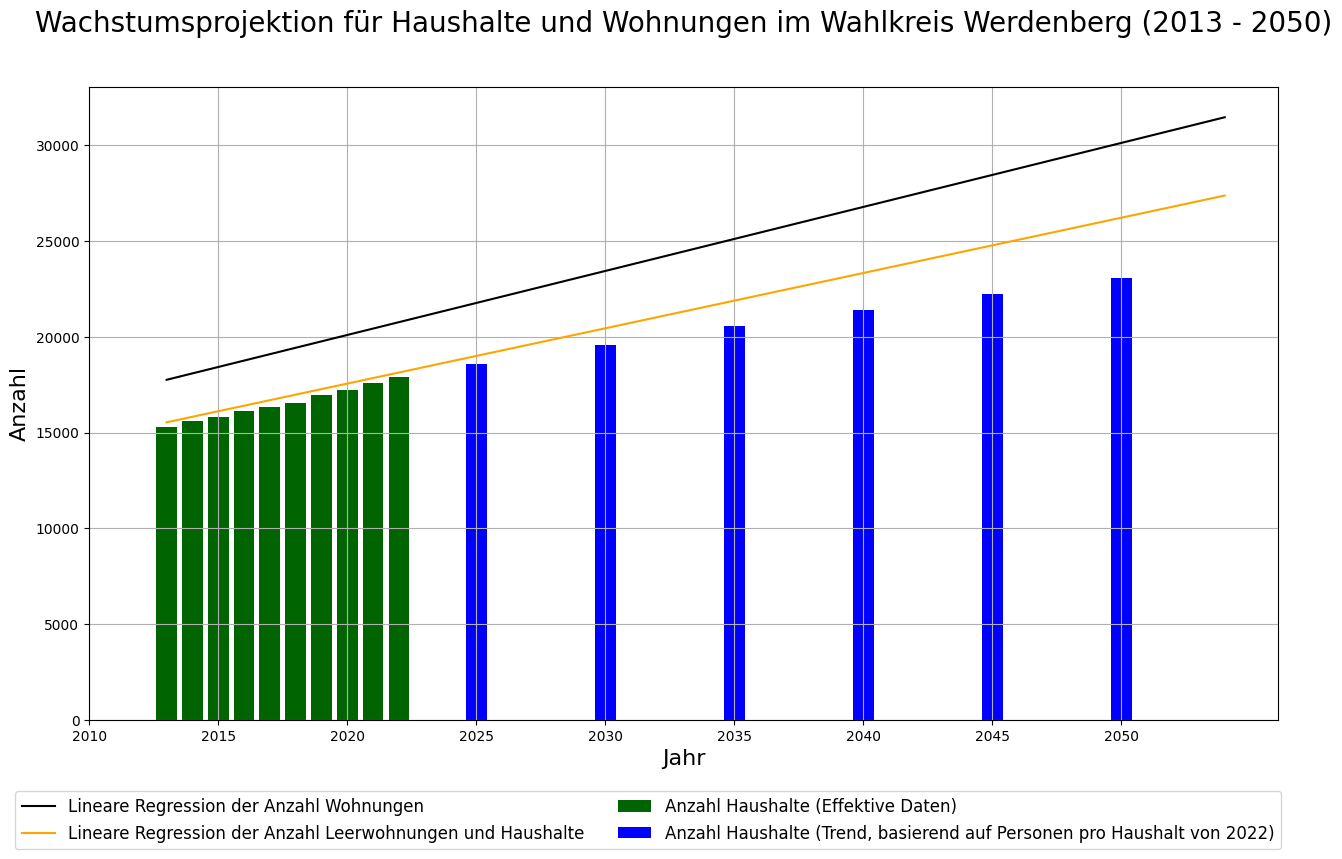 Wachstumsprojektion für Haushalte und Wohnungen im Wahlkreis Werdenberg (2013 - 2050)
Anzahl
30000
25000
20000
15000
10000
5000
0
2010 2015 2020 2025 2030 2035 2040 2045 2050
Jahr
Lineare Regression der Anzahl Wohnungen
Lineare Regression der Anzahl Leerwohnungen und Haushalte
Anzahl Haushalte (Effektive Daten)
Anzahl Haushalte (Trend, basierend auf Personen pro Haushalt von 2022)